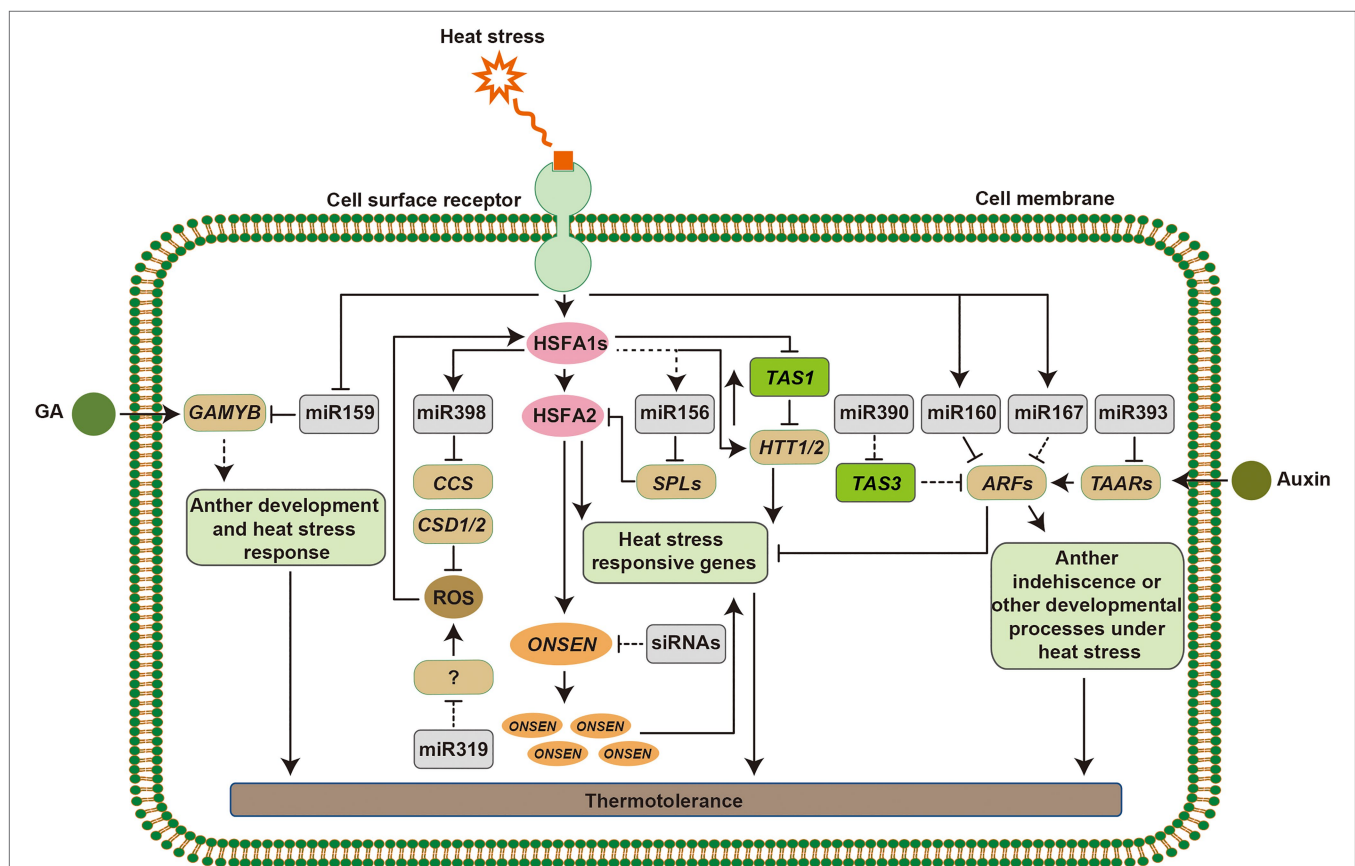 Heat stress
Cell surface receptor
Cell membrane
HSFA1s
TAS1
GA
GAMYB
miR159
miR398
HSFA2
miR156
HTT1/2
miR390
miR160
miR167
miR393
CCS
SPLs
TAS3
ARFs
TAARs
Auxin
CSD1/2
Anther development
and heat stress
response
Heat stress
responsive genes
Anther
indehiscence or
other developmental
processes under
heat stress
ROS
ONSEN
siRNAs
?
miR319
ONSEN
ONSEN
ONSEN
ONSEN
Thermotolerance